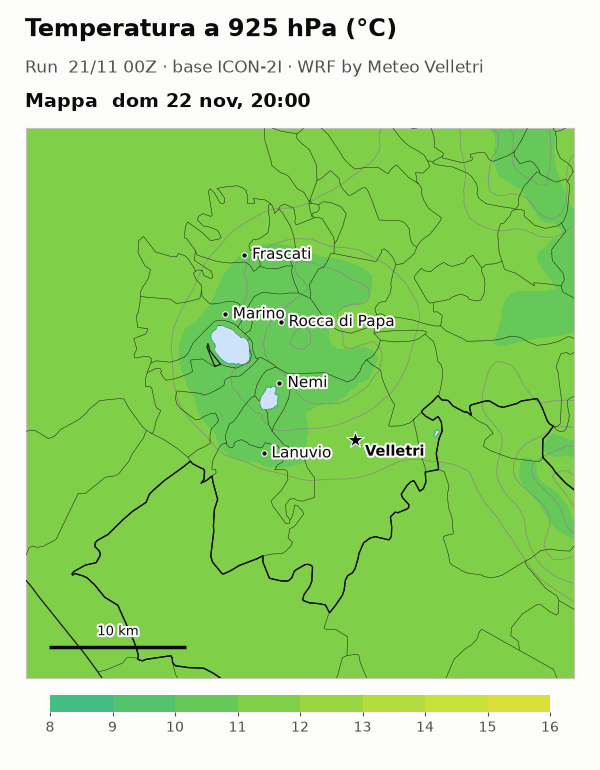 Temperatura a 925 hPa (°C)
Run  21/11 00Z · base ICON-2I · WRF by Meteo Velletri
Mappa  dom 22 nov, 20:00
Frascati
Marino
Rocca di Papa
Nemi
Velletri
Lanuvio
10 km
8 9 10 11 12 13 14 15 16